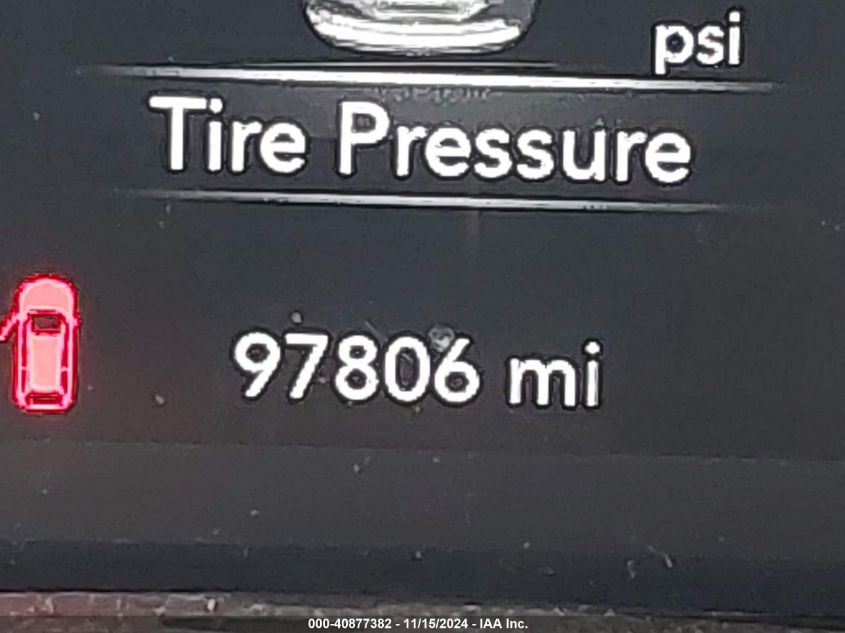 psi
Tire Pressure
97806 mi
000-40877382 - 11/15/2024 - IAA Inc.